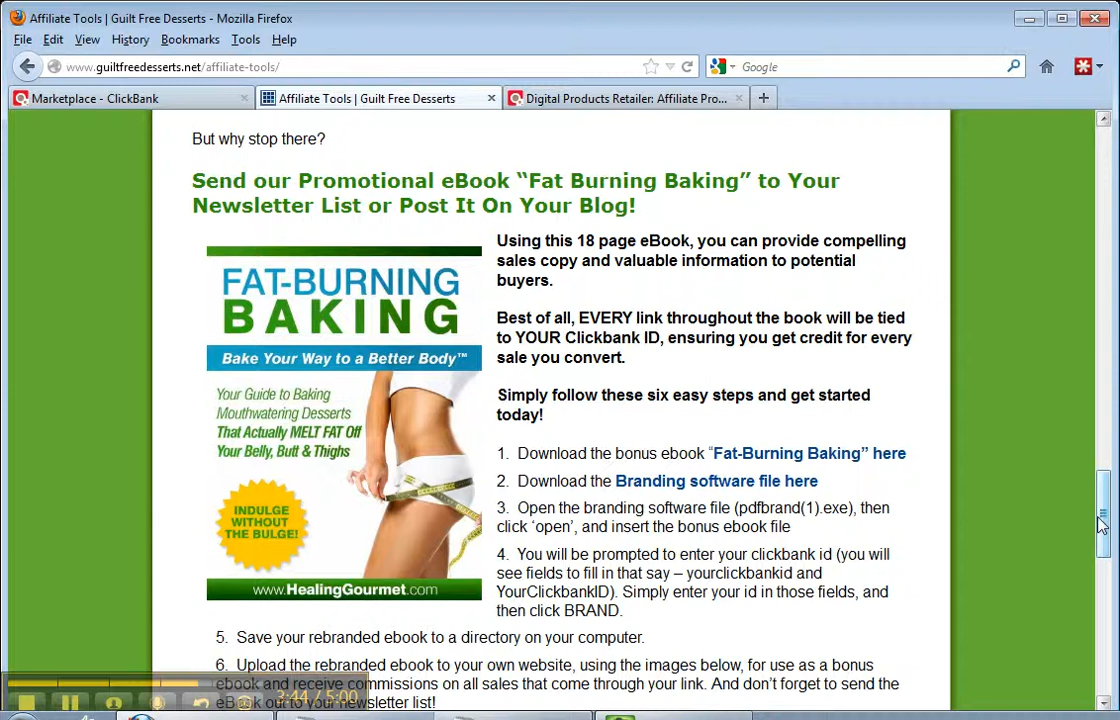 Affiliate Tools | Guilt Free Desserts - Mozilla Firefox
File Edit View History Bookmarks Tools Help
www.guiltfreedesserts.net/affiliate-tools/
Google
Marketplace - ClickBank
Affiliate Tools | Guilt Free Desserts
Digital Products Retailer: Affiliate Pro...
But why stop there?
Send our Promotional eBook “Fat Burning Baking” to Your
Newsletter List or Post It On Your Blog!
FAT-BURNING
BAKING
Bake Your Way to a Better Body™
Your Guide to Baking
Mouthwatering Desserts
That Actually MELT FAT Off
Your Belly, Butt & Thighs
INDULGE
WITHOUT
THE BULGE!
www.HealingGourmet.com
Using this 18 page eBook, you can provide compelling
sales copy and valuable information to potential
buyers.
Best of all, EVERY link throughout the book will be tied
to YOUR Clickbank ID, ensuring you get credit for every
sale you convert.
Simply follow these six easy steps and get started
today!
1. Download the bonus ebook “Fat-Burning Baking” here
2. Download the Branding software file here
3. Open the branding software file (pdfbrand(1).exe), then
click ‘open’, and insert the bonus ebook file
4. You will be prompted to enter your clickbank id (you will
see fields to fill in that say – yourclickbankid and
YourClickbankID). Simply enter your id in those fields, and
then click BRAND.
5. Save your rebranded ebook to a directory on your computer.
6. Upload the rebranded ebook to your own website, using the images below, for use as a bonus
ebook and receive commissions on all sales that come through your link. And don’t forget to send the
eBook out to your newsletter list!
3:44 / 5:00